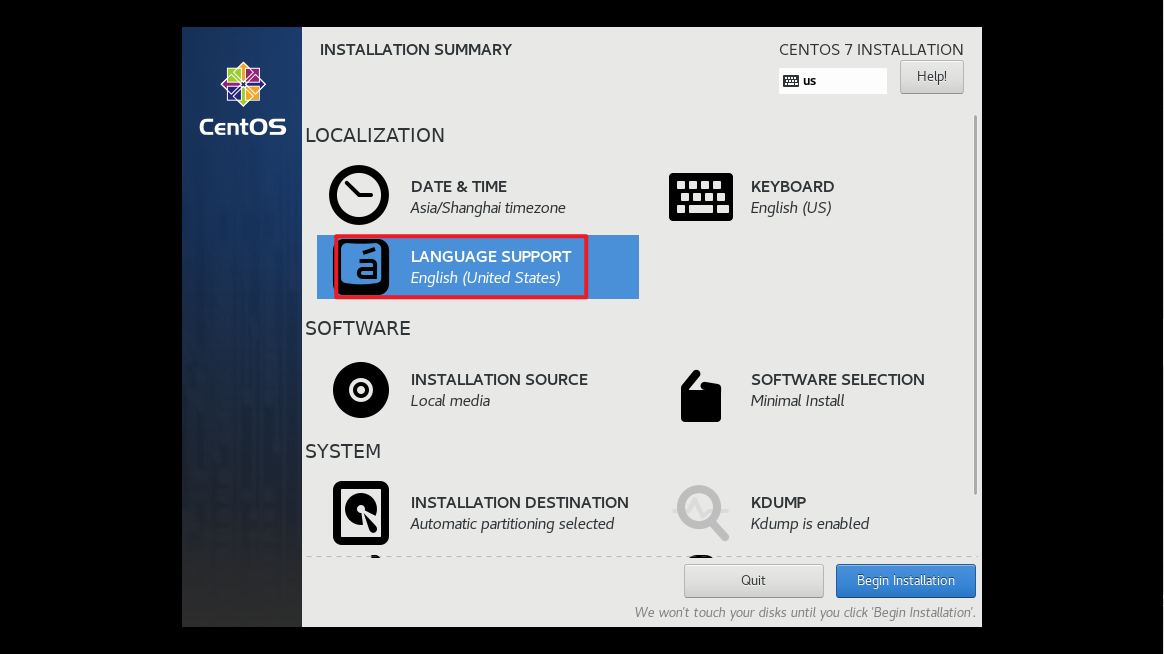 INSTALLATION SUMMARY
CENTOS 7 INSTALLATION
us
Help!
CentOS
LOCALIZATION
DATE & TIME
Asia/Shanghai timezone
KEYBOARD
English (US)
á
LANGUAGE SUPPORT
English (United States)
SOFTWARE
INSTALLATION SOURCE
Local media
SOFTWARE SELECTION
Minimal Install
SYSTEM
INSTALLATION DESTINATION
Automatic partitioning selected
KDUMP
Kdump is enabled
Quit
Begin Installation
We won't touch your disks until you click 'Begin Installation'.